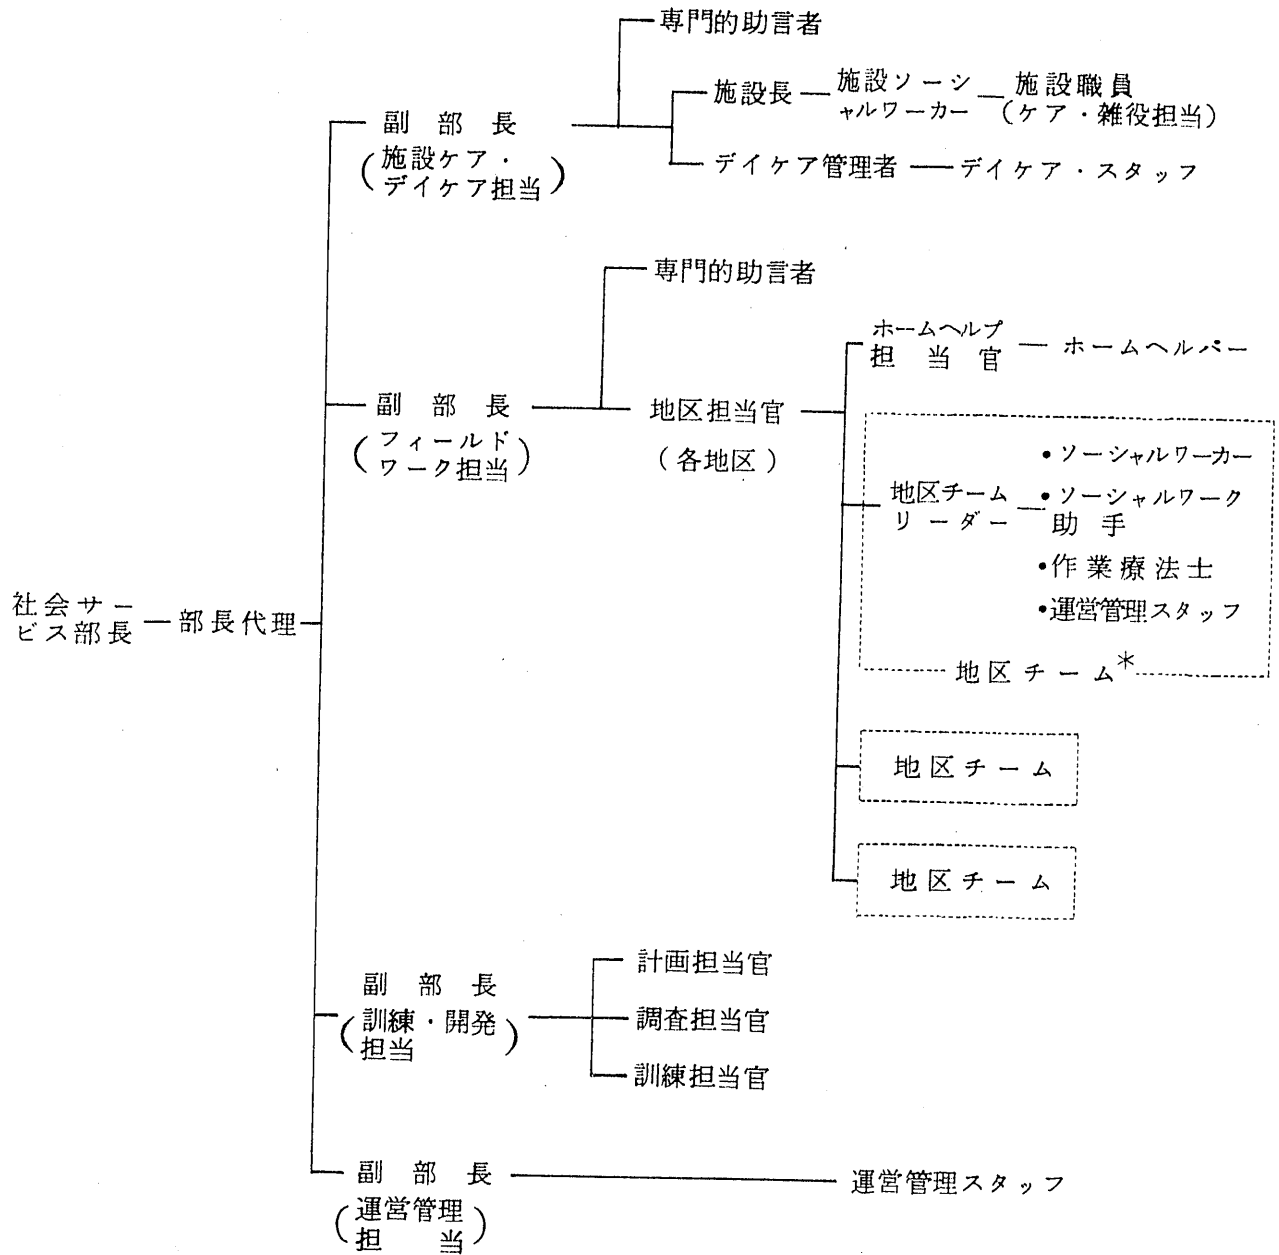 専門的助言者
施設長
施設ソーシ
ャルワーカー
施設職員
(ケア・雑役担当)
副部長
(施設ケア・
デイケア担当)
デイケア管理者
デイケア・スタッフ
専門的助言者
ホームヘルプ
担当官
ホームヘルパー
副部長
(フィールド
ワーク担当)
地区担当官
(各地区)
地区チーム
リーダー
•ソーシャルワーカー
•ソーシャルワーク
助手
•作業療法士
•運営管理スタッフ
地区チーム*
社会サー
ビス部長
部長代理
地区チーム
地区チーム
副部長
(訓練・開発
担当)
計画担当官
調査担当官
訓練担当官
副部長
(運営管理
担当)
運営管理スタッフ